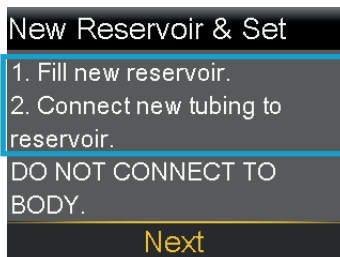 New Reservoir & Set
1. Fill new reservoir.
2. Connect new tubing to
reservoir.
DO NOT CONNECT TO
BODY.
Next